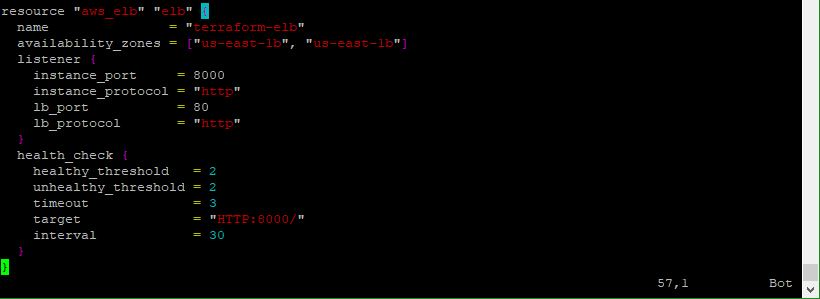 resource "aws_elb" "elb" {
  name               = "terraform-elb"
  availability_zones = ["us-east-1b", "us-east-1b"]
  listener {
    instance_port     = 8000
    instance_protocol = "http"
    lb_port           = 80
    lb_protocol       = "http"
  }
  health_check {
    healthy_threshold   = 2
    unhealthy_threshold = 2
    timeout             = 3
    target              = "HTTP:8000/"
    interval            = 30
  }
}
57,1          Bot